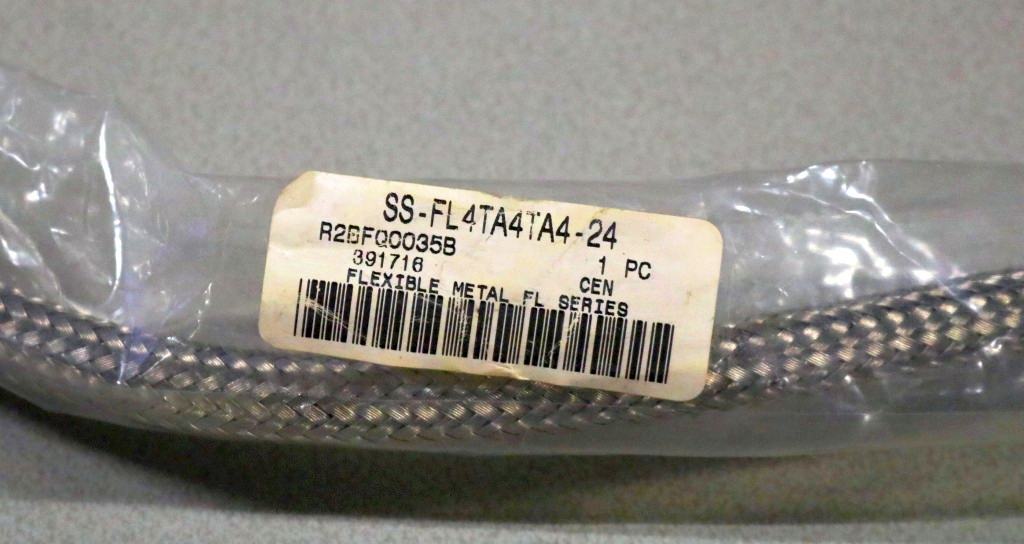 SS-FL4TA4TA4-24
R2BFQ0035B 1 PC
391716 CEN
FLEXIBLE METAL FL SERIES